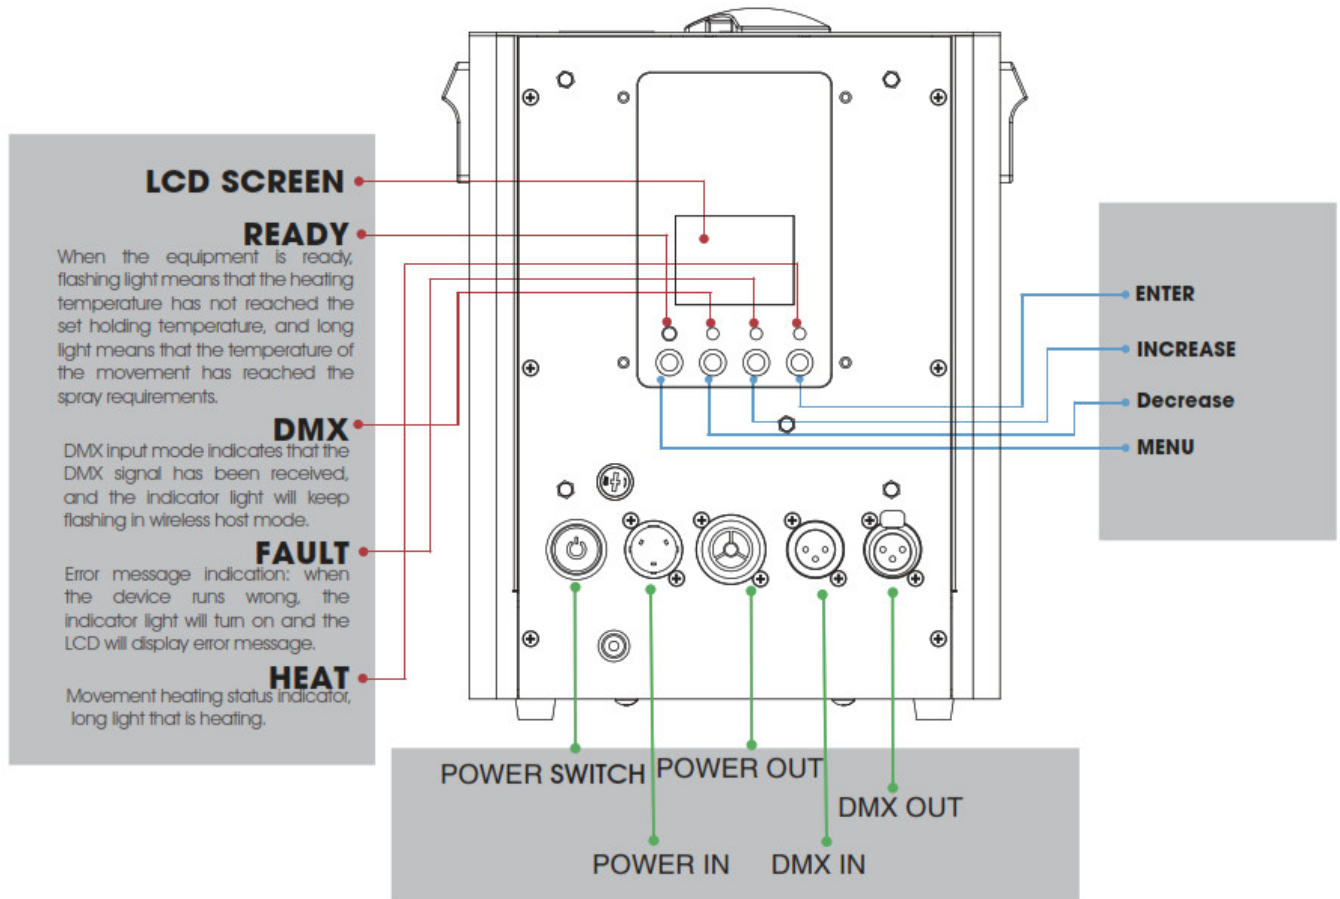 LCD SCREEN
READY
When the equipment is ready,
flashing light means that the heating
temperature has not reached the
set holding temperature, and long
light means that the temperature of
the movement has reached the
spray requirements.
DMX
DMX input mode indicates that the
DMX signal has been received,
and the indicator light will keep
flashing in wireless host mode.
FAULT
Error message indication: when
the device runs wrong, the
indicator light will turn on and the
LCD will display error message.
HEAT
Movement heating status indicator,
long light that is heating.
ENTER
INCREASE
Decrease
MENU
POWER SWITCH
POWER OUT
DMX OUT
POWER IN
DMX IN